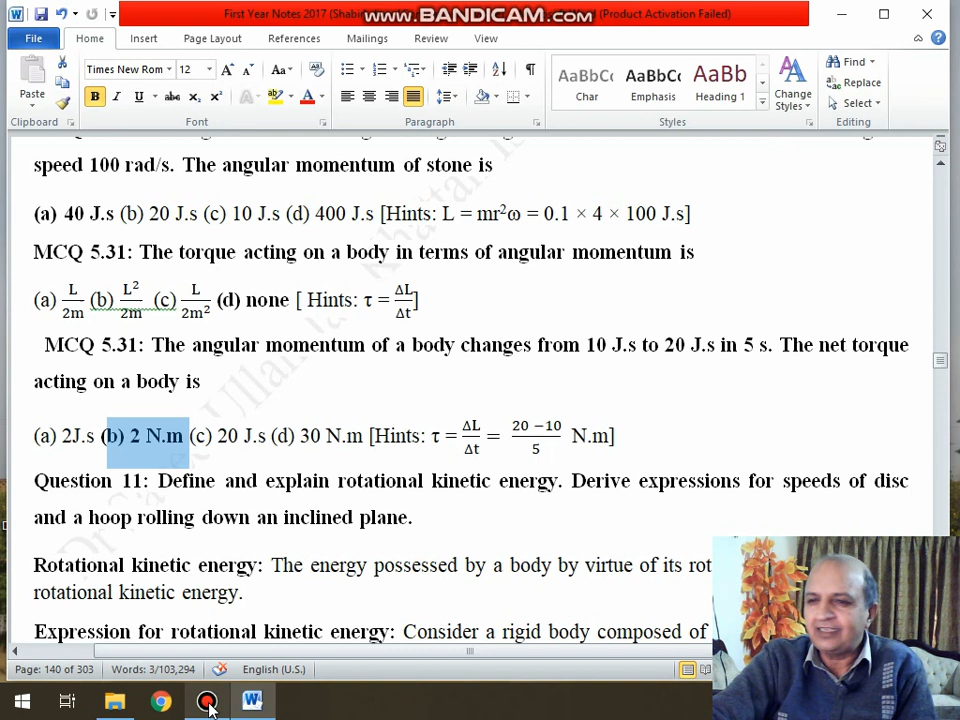 First Year Notes 2017 (Shabi
www.BANDICAM.com
(Product Activation Failed)
File Home Insert Page Layout References Mailings Review View
Paste
Times New Rom 12 Aa
B I U abc x₂ x²
AaBbCc AaBbCc AaBb
Char Emphasis Heading 1
Change Styles
Find
Replace
Select
Clipboard Font Paragraph Styles Editing
speed 100 rad/s. The angular momentum of stone is
(a) 40 J.s (b) 20 J.s (c) 10 J.s (d) 400 J.s [Hints: L = mr²ω = 0.1 × 4 × 100 J.s]
MCQ 5.31: The torque acting on a body in terms of angular momentum is
(a) L/2m (b) L²/2m (c) L/2m² (d) none [ Hints: τ = ΔL/Δt]
MCQ 5.31: The angular momentum of a body changes from 10 J.s to 20 J.s in 5 s. The net torque
acting on a body is
(a) 2J.s (b) 2 N.m (c) 20 J.s (d) 30 N.m [Hints: τ = ΔL/Δt = 20 −10/5 N.m]
Question 11: Define and explain rotational kinetic energy. Derive expressions for speeds of disc
and a hoop rolling down an inclined plane.
Rotational kinetic energy: The energy possessed by a body by virtue of its rot
rotational kinetic energy.
Expression for rotational kinetic energy: Consider a rigid body composed of
Page: 140 of 303 Words: 3/103,294 English (U.S.)